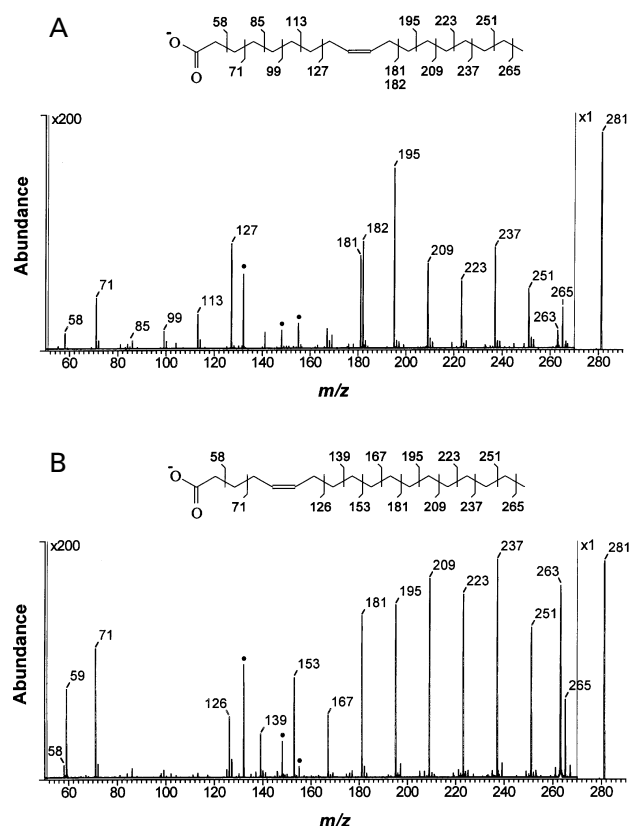 A
58 85 113 195 223 251
-O
O
71 99 127 181 209 237 265
182
x200
x1
281
195
127
182
181
237
209
71
223
251
265
113
58
99
85
263
Abundance
60 80 100 120 140 160 180 200 220 240 260 280
m/z
B
58 139 167 195 223 251
-O
O
71 126 153 181 209 237 265
x200
x1
237
281
209
263
223
195
181
251
71
153
59
265
126
167
139
58
Abundance
60 80 100 120 140 160 180 200 220 240 260 280
m/z